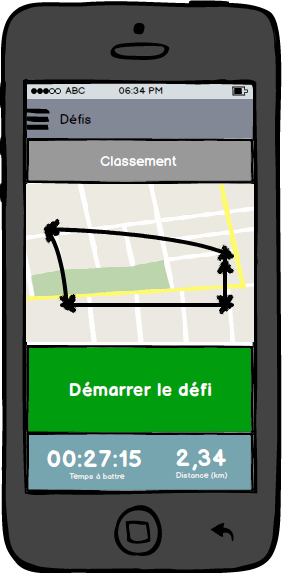 ABC 06:34 PM
Défis
Classement
Démarrer le défi
00:27:15 2,34
Temps à battre Distance (km)